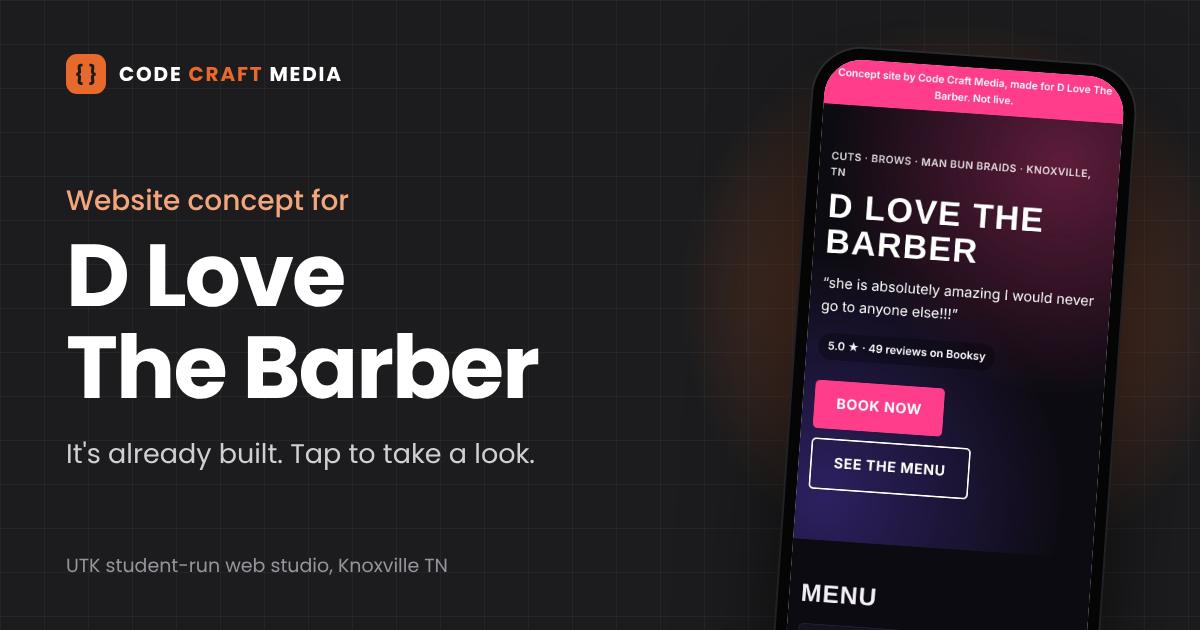 { } CODE CRAFT MEDIA
Website concept for
D Love
The Barber
It's already built. Tap to take a look.
UTK student-run web studio, Knoxville TN
Concept site by Code Craft Media, made for D Love The
Barber. Not live.
CUTS · BROWS · MAN BUN BRAIDS · KNOXVILLE,
TN
D LOVE THE
BARBER
“she is absolutely amazing I would never
go to anyone else!!!”
5.0 ★ · 49 reviews on Booksy
BOOK NOW
SEE THE MENU
MENU